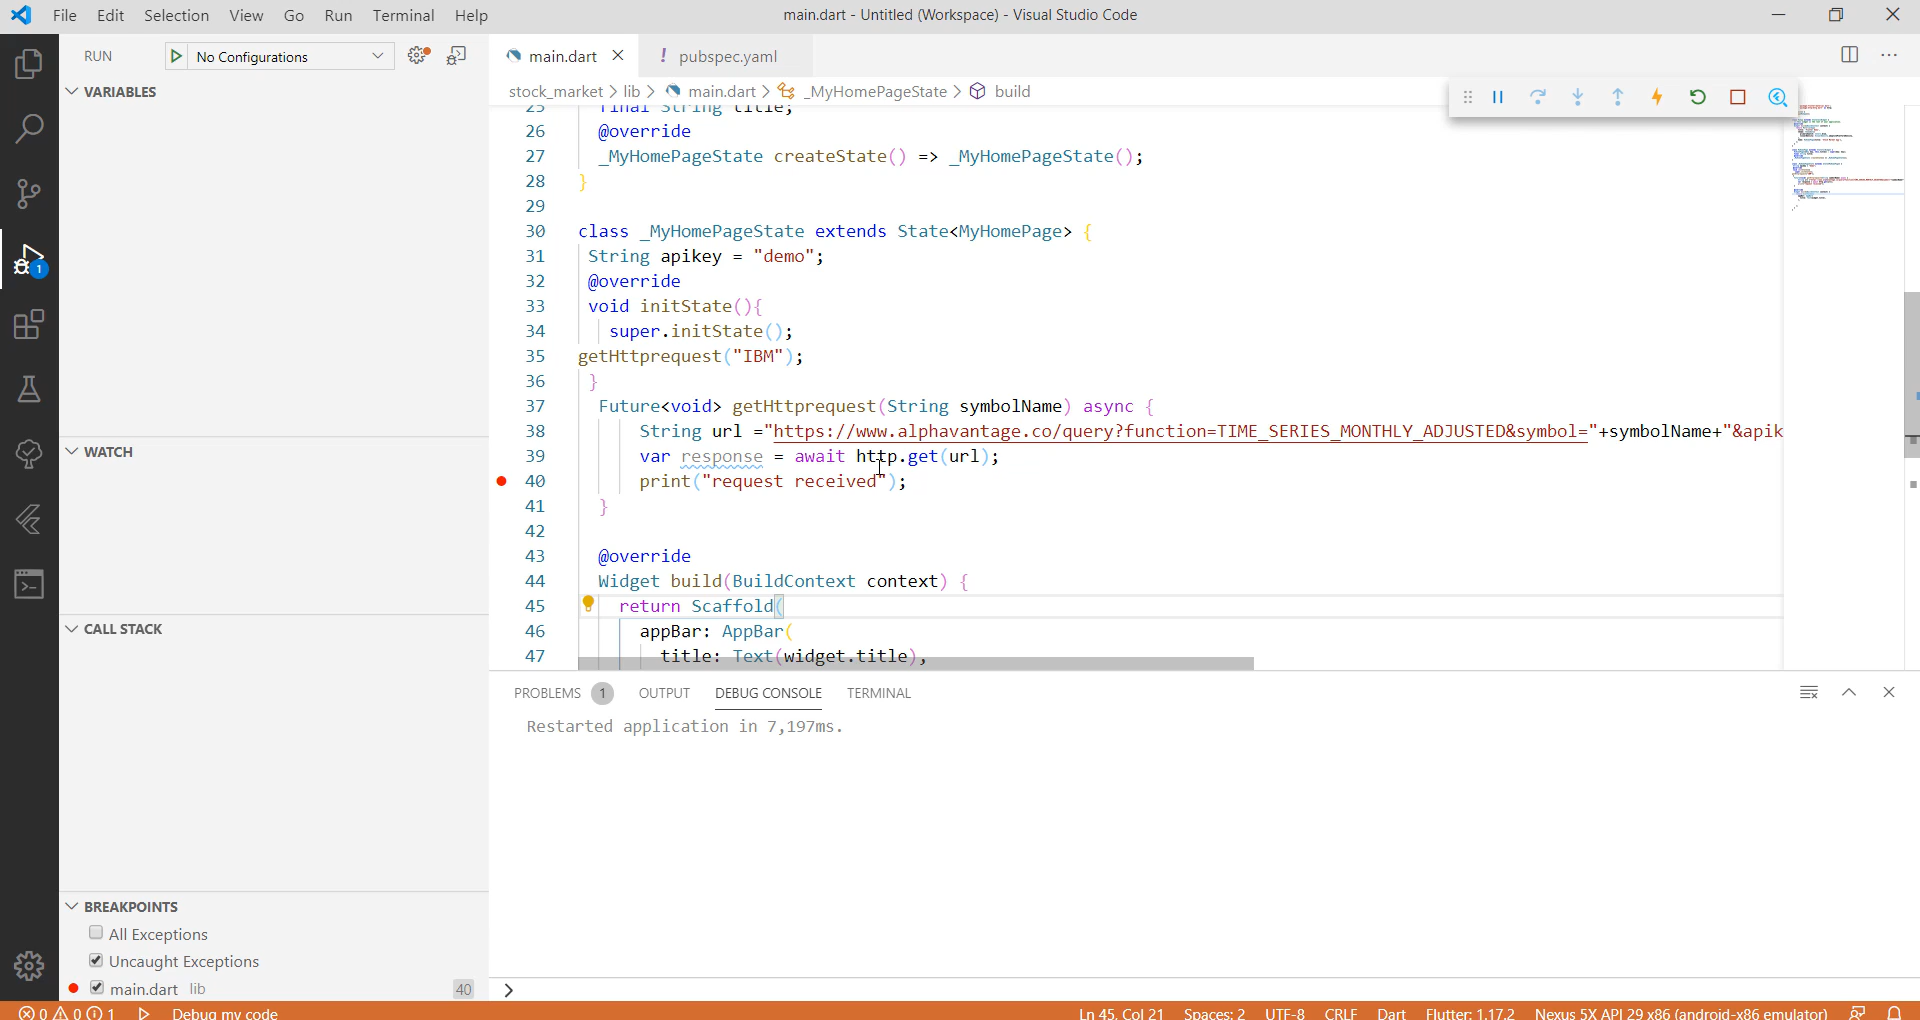 File Edit Selection View Go Run Terminal Help
main.dart - Untitled (Workspace) - Visual Studio Code
RUN
No Configurations
main.dart
! pubspec.yaml
VARIABLES
stock_market > lib > main.dart > _MyHomePageState > build
25 final String title;
26 @override
27 _MyHomePageState createState() => _MyHomePageState();
28 }
29
30 class _MyHomePageState extends State<MyHomePage> {
31 String apikey = "demo";
32 @override
33 void initState(){
34 super.initState();
35 getHttprequest("IBM");
36 }
37 Future<void> getHttprequest(String symbolName) async {
38 String url ="https://www.alphavantage.co/query?function=TIME_SERIES_MONTHLY_ADJUSTED&symbol="+symbolName+"&apik
39 var response = await http.get(url);
40 print("request received");
41 }
42
43 @override
44 Widget build(BuildContext context) {
45 return Scaffold(
46 appBar: AppBar(
47 title: Text(widget.title),
1
WATCH
CALL STACK
PROBLEMS 1 OUTPUT DEBUG CONSOLE TERMINAL
Restarted application in 7,197ms.
BREAKPOINTS
All Exceptions
Uncaught Exceptions
main.dart lib 40
0 0 1 Debug my code
Ln 45, Col 21 Spaces: 2 UTF-8 CRLF Dart Flutter: 1.17.2 Nexus 5X API 29 x86 (android-x86 emulator)